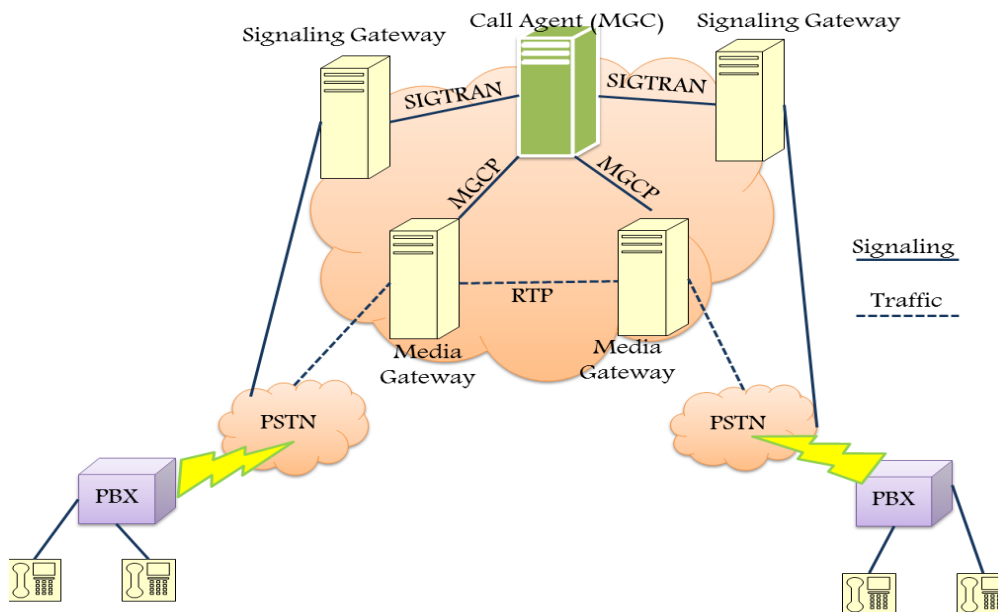 Call Agent (MGC)
Signaling Gateway
Signaling Gateway
SIGTRAN
SIGTRAN
MGCP
MGCP
Signaling
RTP
Traffic
Media
Gateway
Media
Gateway
PSTN
PSTN
PBX
PBX